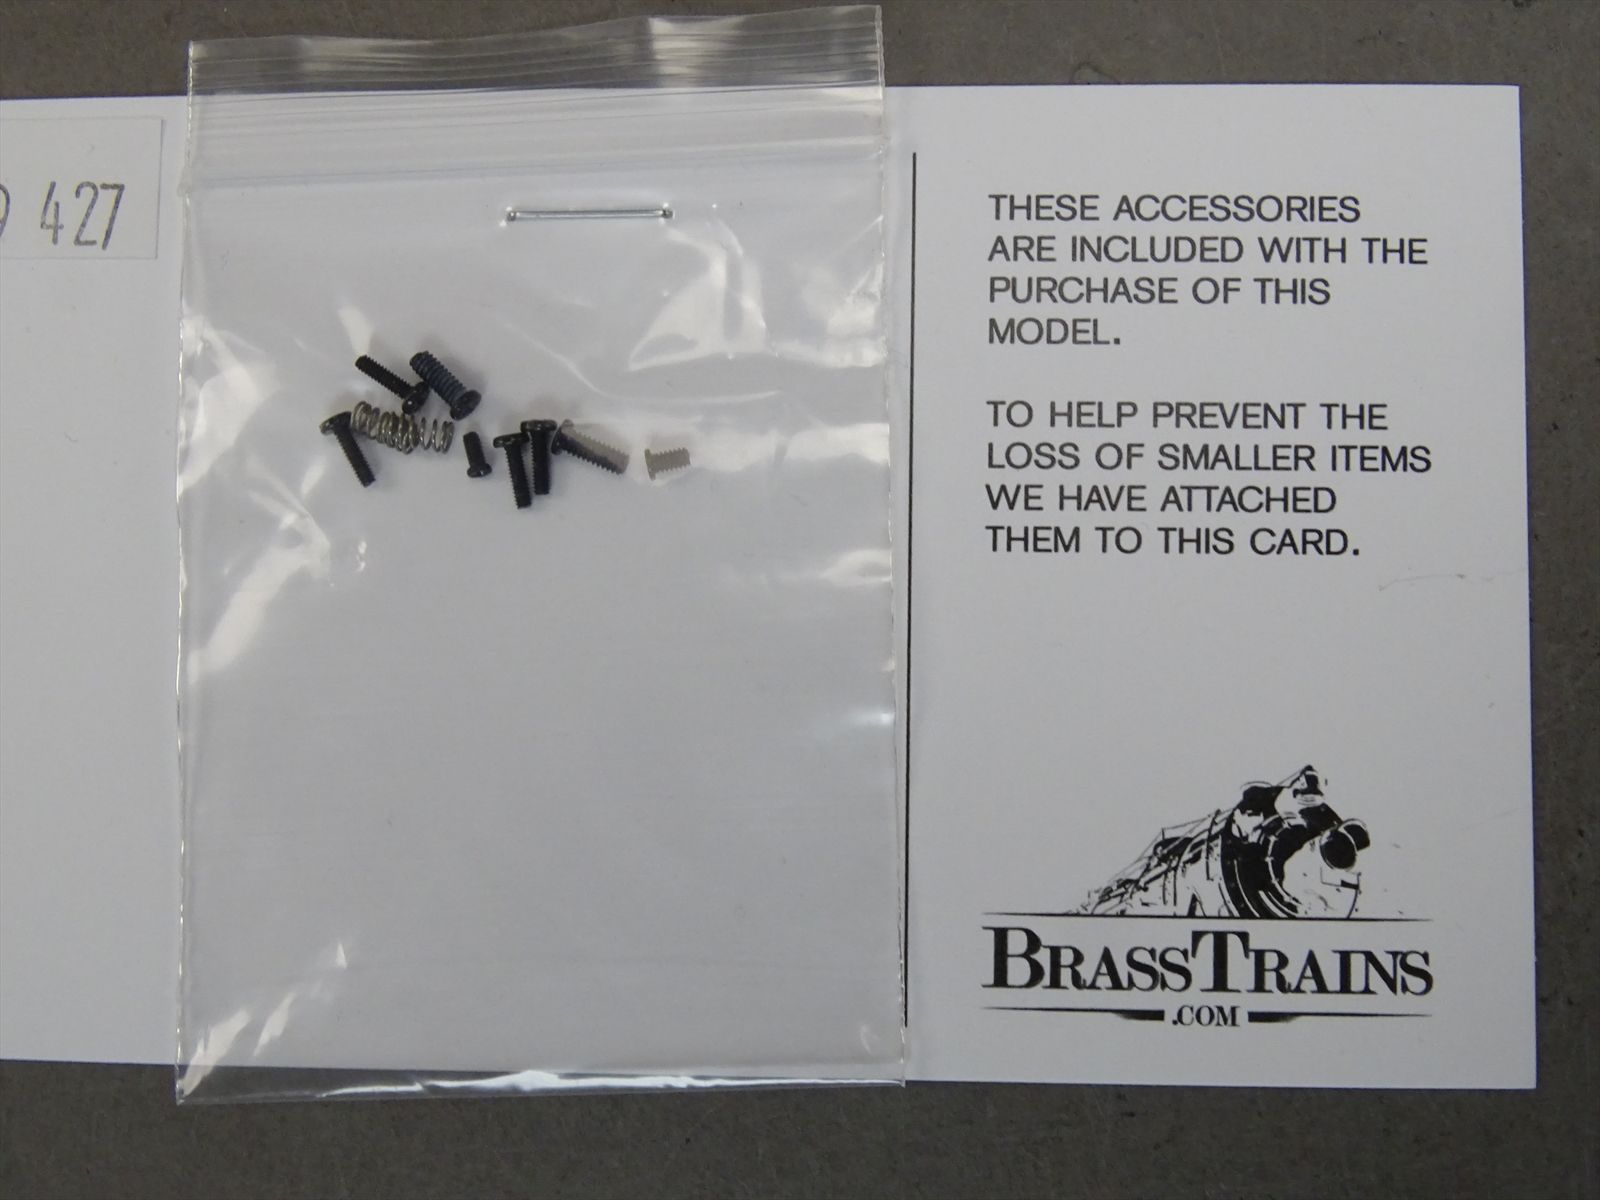 427
THESE ACCESSORIES
ARE INCLUDED WITH THE
PURCHASE OF THIS
MODEL.
TO HELP PREVENT THE
LOSS OF SMALLER ITEMS
WE HAVE ATTACHED
THEM TO THIS CARD.
BRASSTRAINS
.COM